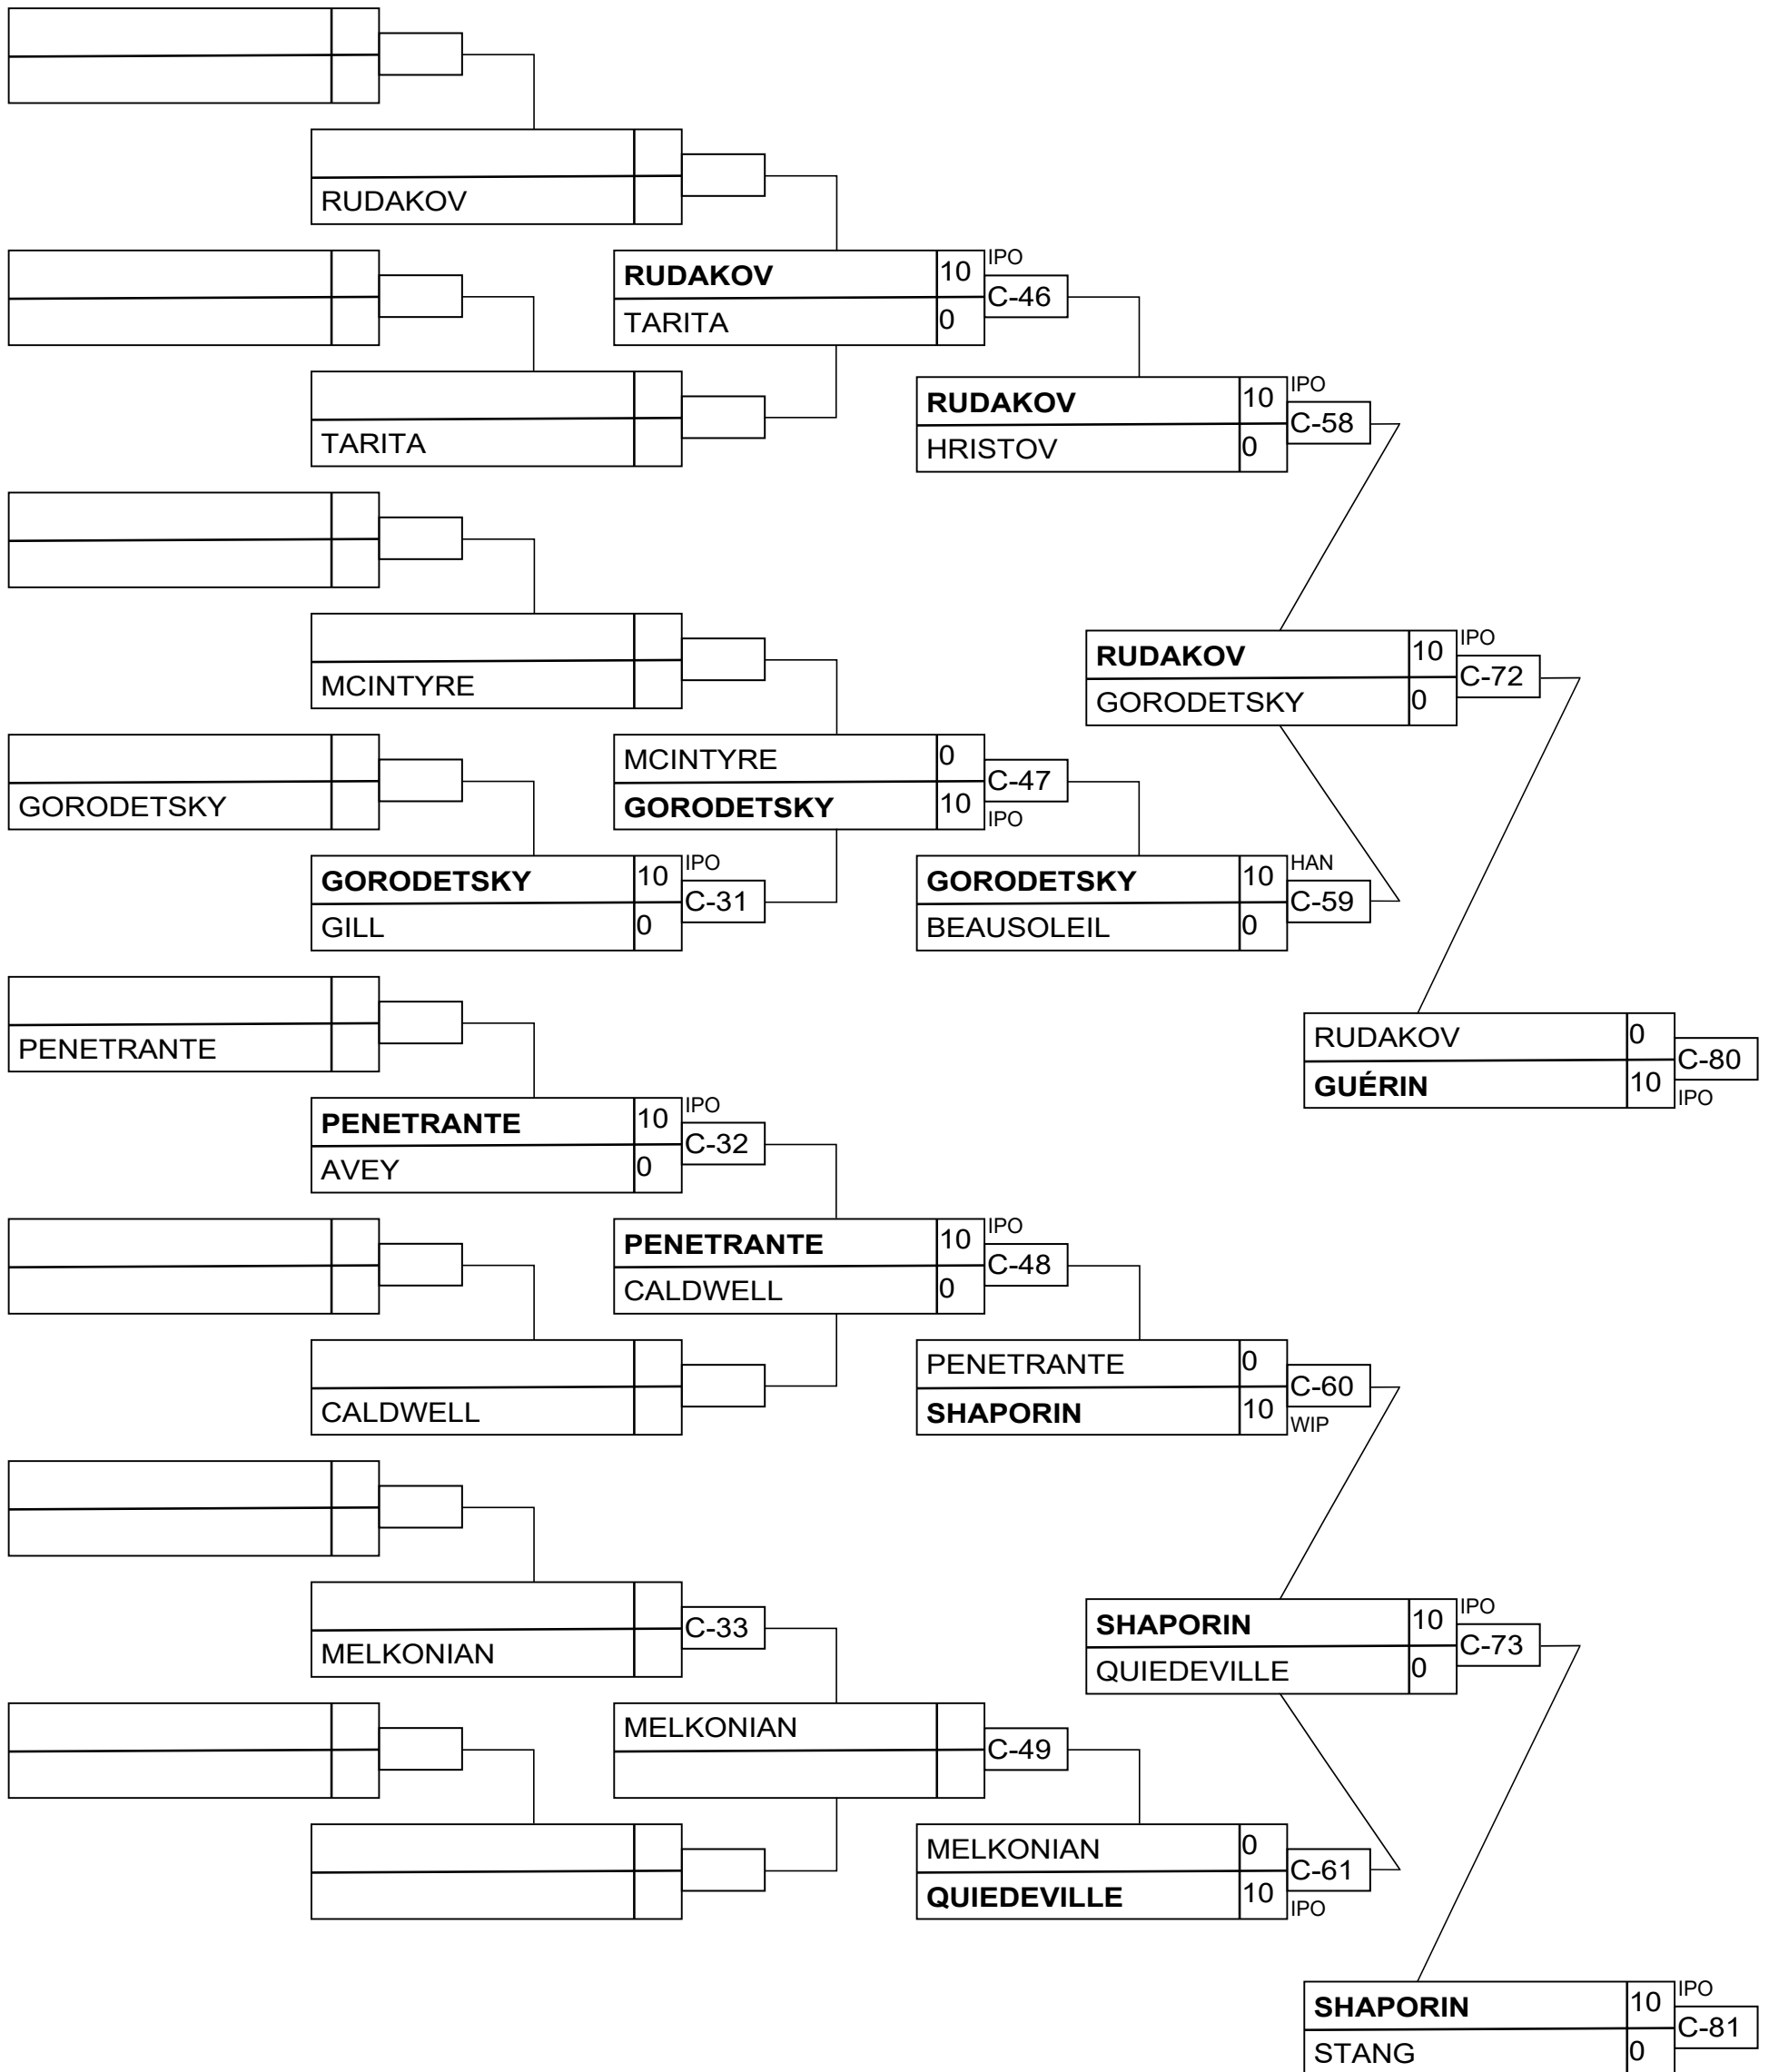 RUDAKOV
RUDAKOV 10 IPO
TARITA 0 C-46
TARITA
RUDAKOV 10 IPO
HRISTOV 0 C-58
MCINTYRE
RUDAKOV 10 IPO
GORODETSKY 0 C-72
GORODETSKY
MCINTYRE 0 C-47
GORODETSKY 10 IPO
GORODETSKY 10 IPO
GILL 0 C-31
GORODETSKY 10 HAN
BEAUSOLEIL 0 C-59
PENETRANTE
RUDAKOV 0 C-80
GUÉRIN 10 IPO
PENETRANTE 10 IPO
AVEY 0 C-32
PENETRANTE 10 IPO
CALDWELL 0 C-48
CALDWELL
PENETRANTE 0 C-60
SHAPORIN 10 WIP
C-33
MELKONIAN
SHAPORIN 10 IPO
QUIEDEVILLE 0 C-73
MELKONIAN C-49
MELKONIAN 0 C-61
QUIEDEVILLE 10 IPO
SHAPORIN 10 IPO
STANG 0 C-81